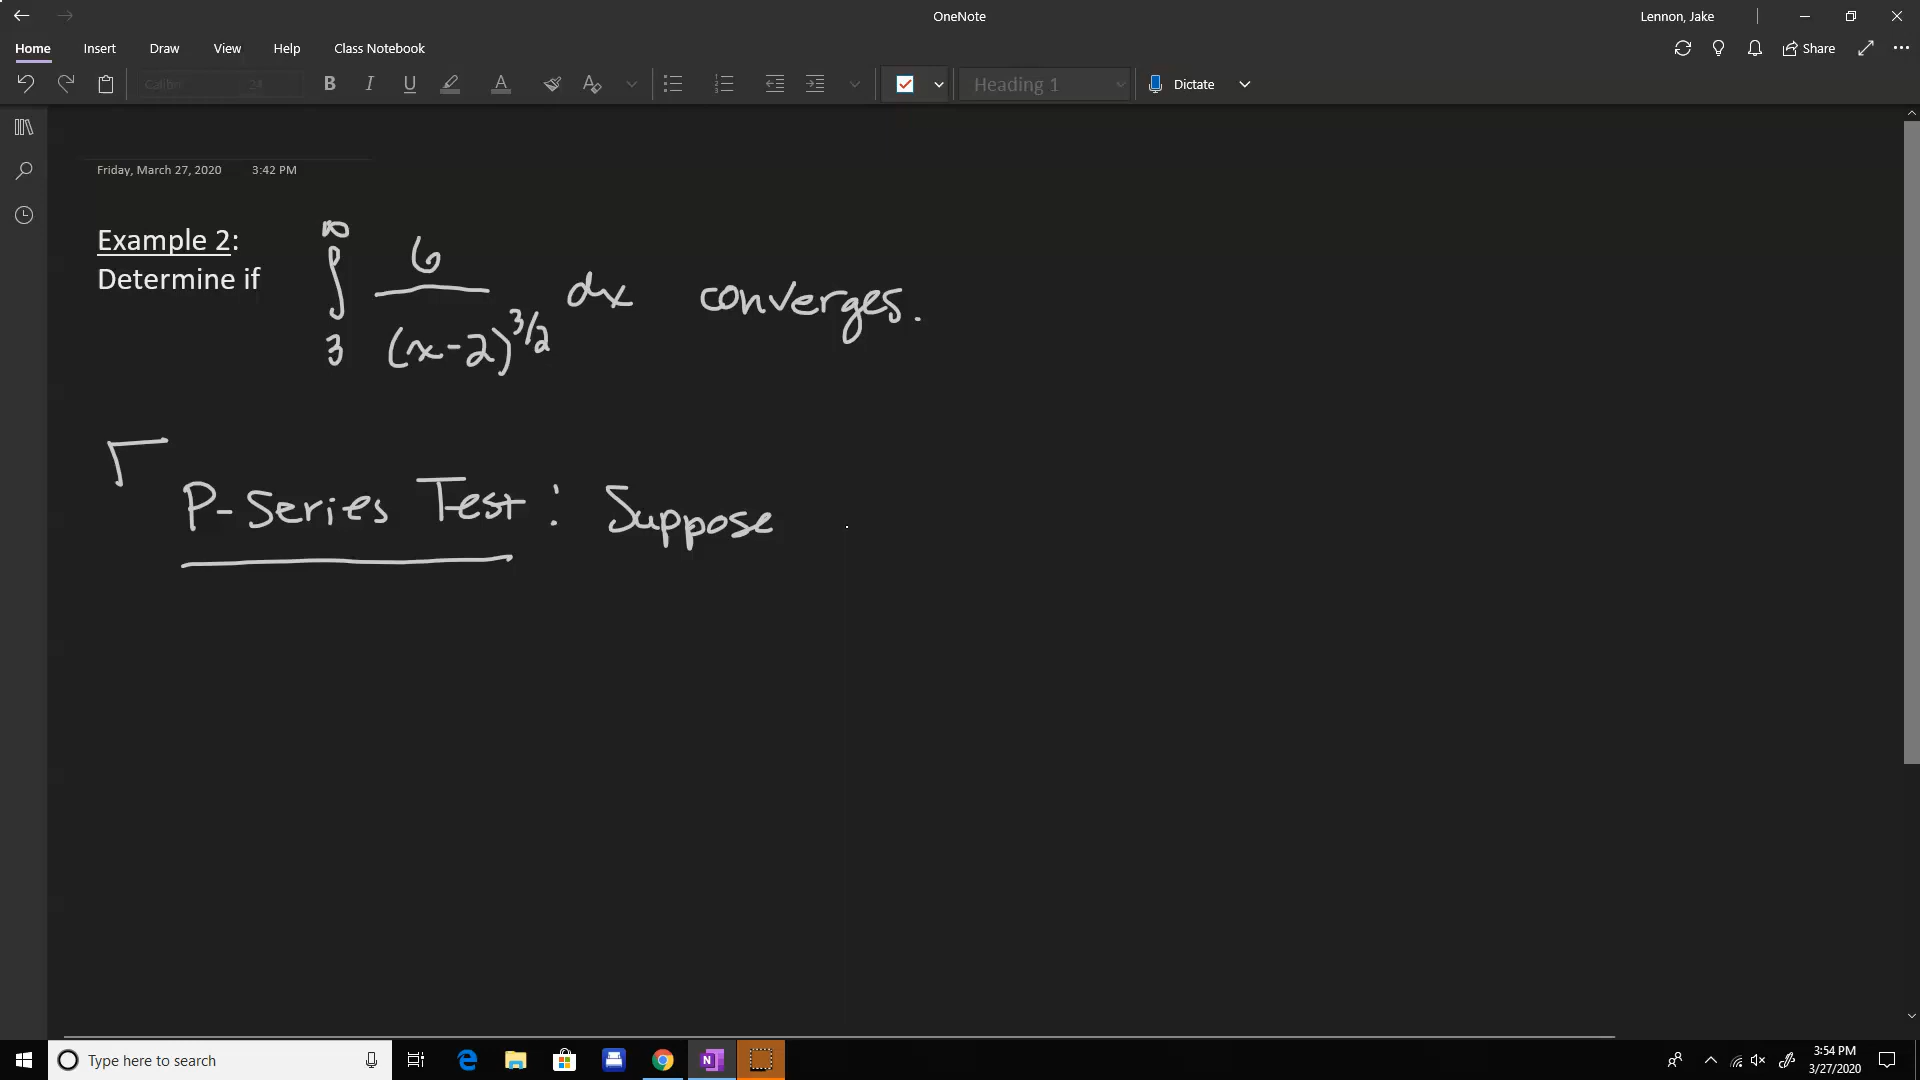 OneNote
Lennon, Jake
Home Insert Draw View Help Class Notebook
Share
Calibri 24 B I U A A Heading 1 Dictate
Friday, March 27, 2020 3:42 PM
Example 2:
Determine if ∫₃^∞ 6/(x-2)^{3/2} dx converges.
P-Series Test: Suppose
Type here to search
N
3:54 PM
3/27/2020